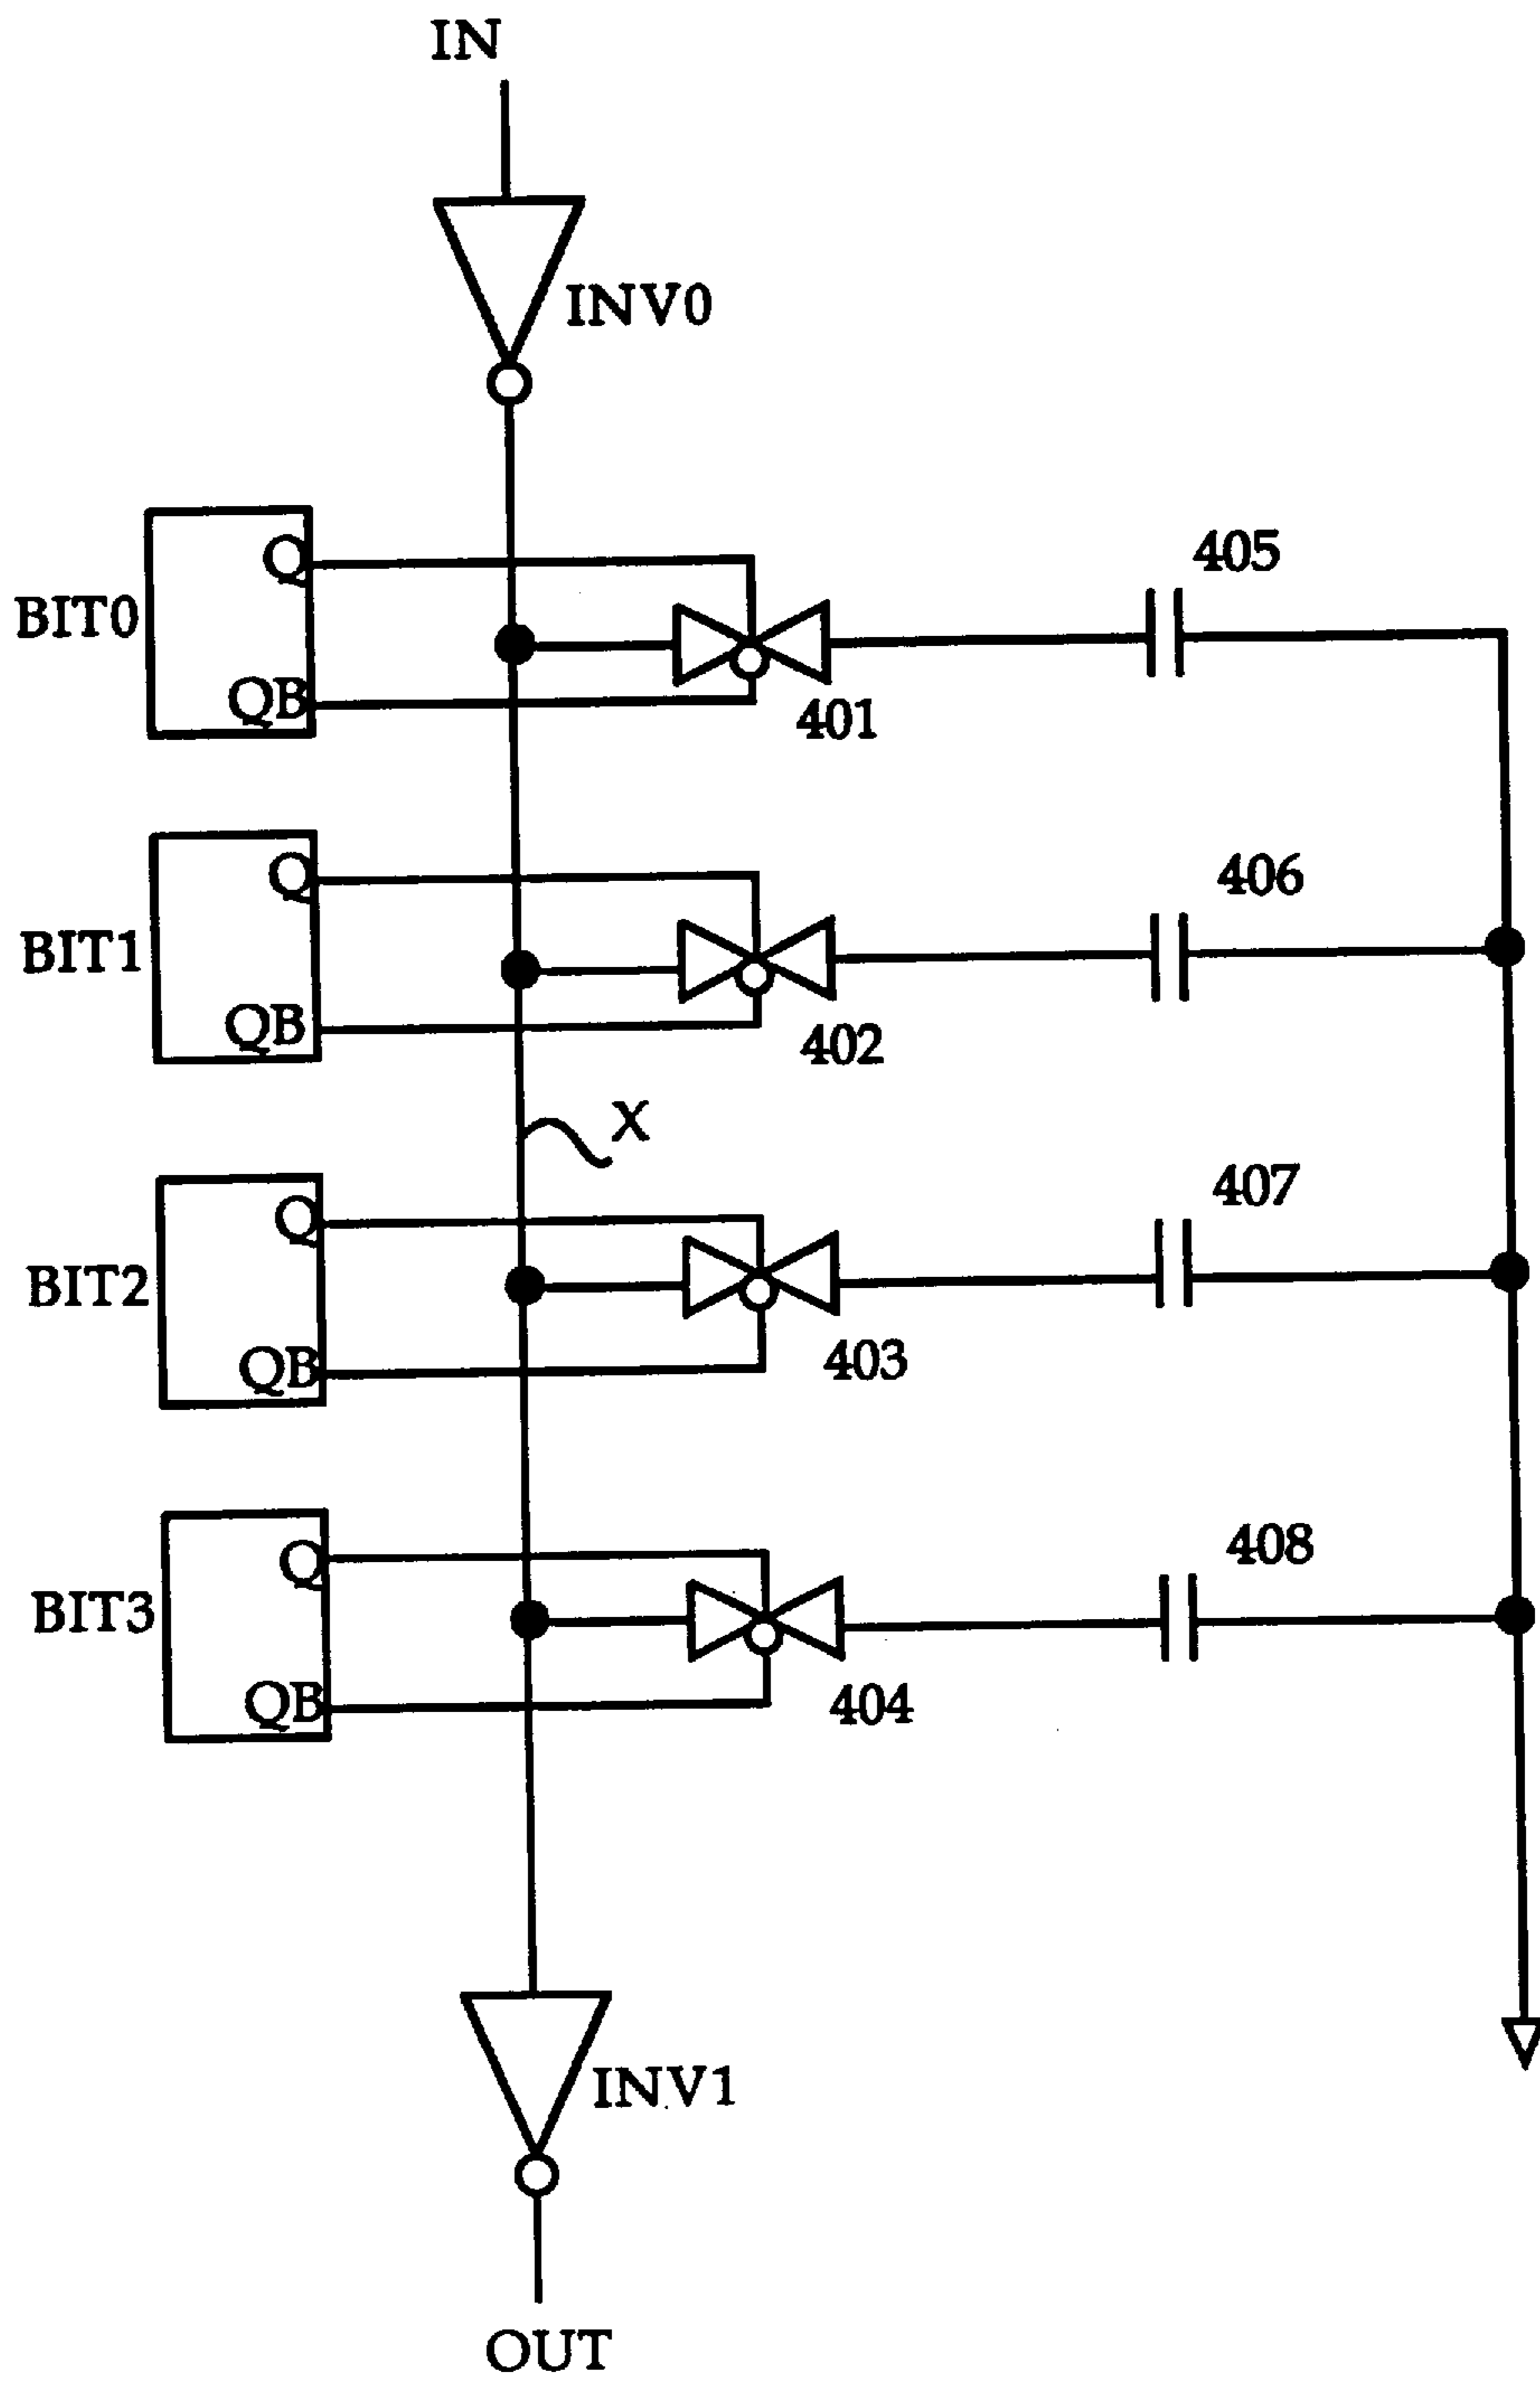 IN
INV0
BIT0
Q
QB
401
405
BIT1
Q
QB
402
406
X
BIT2
Q
QB
403
407
BIT3
Q
QB
404
408
INV1
OUT